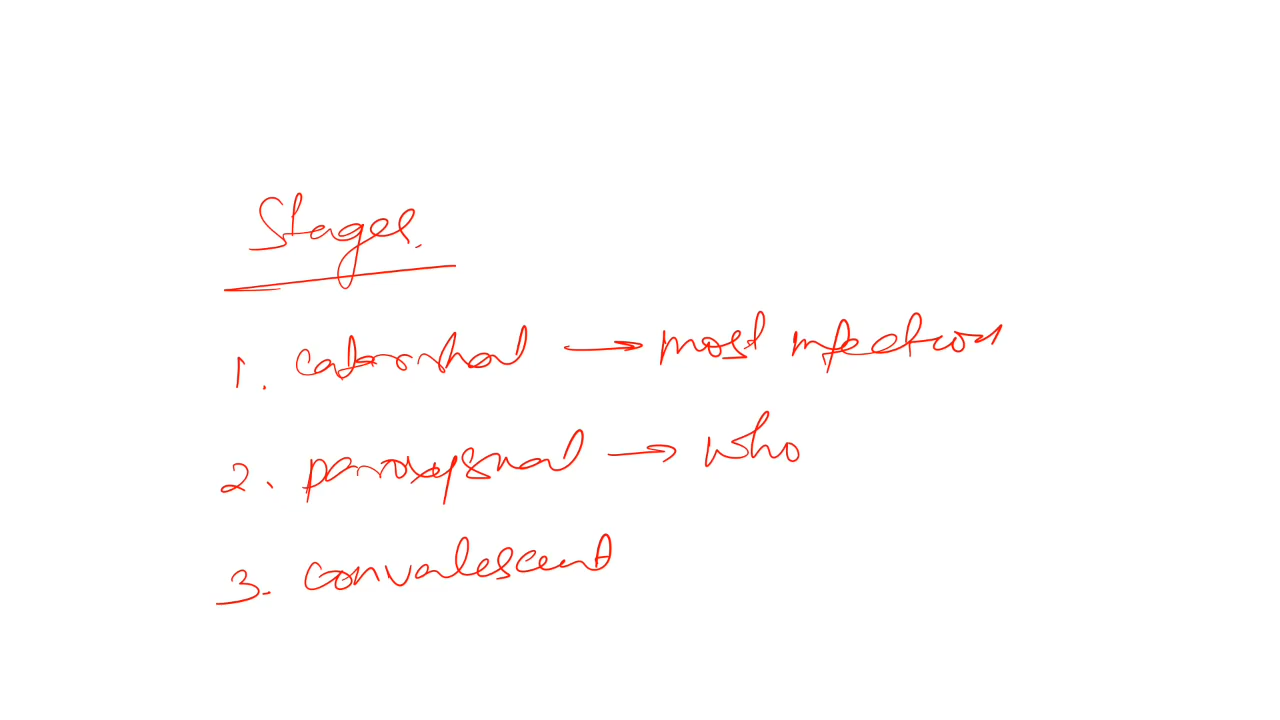 Stages.
1. catarrhal → most infectious
2. paroxysmal → who
3. convalescent